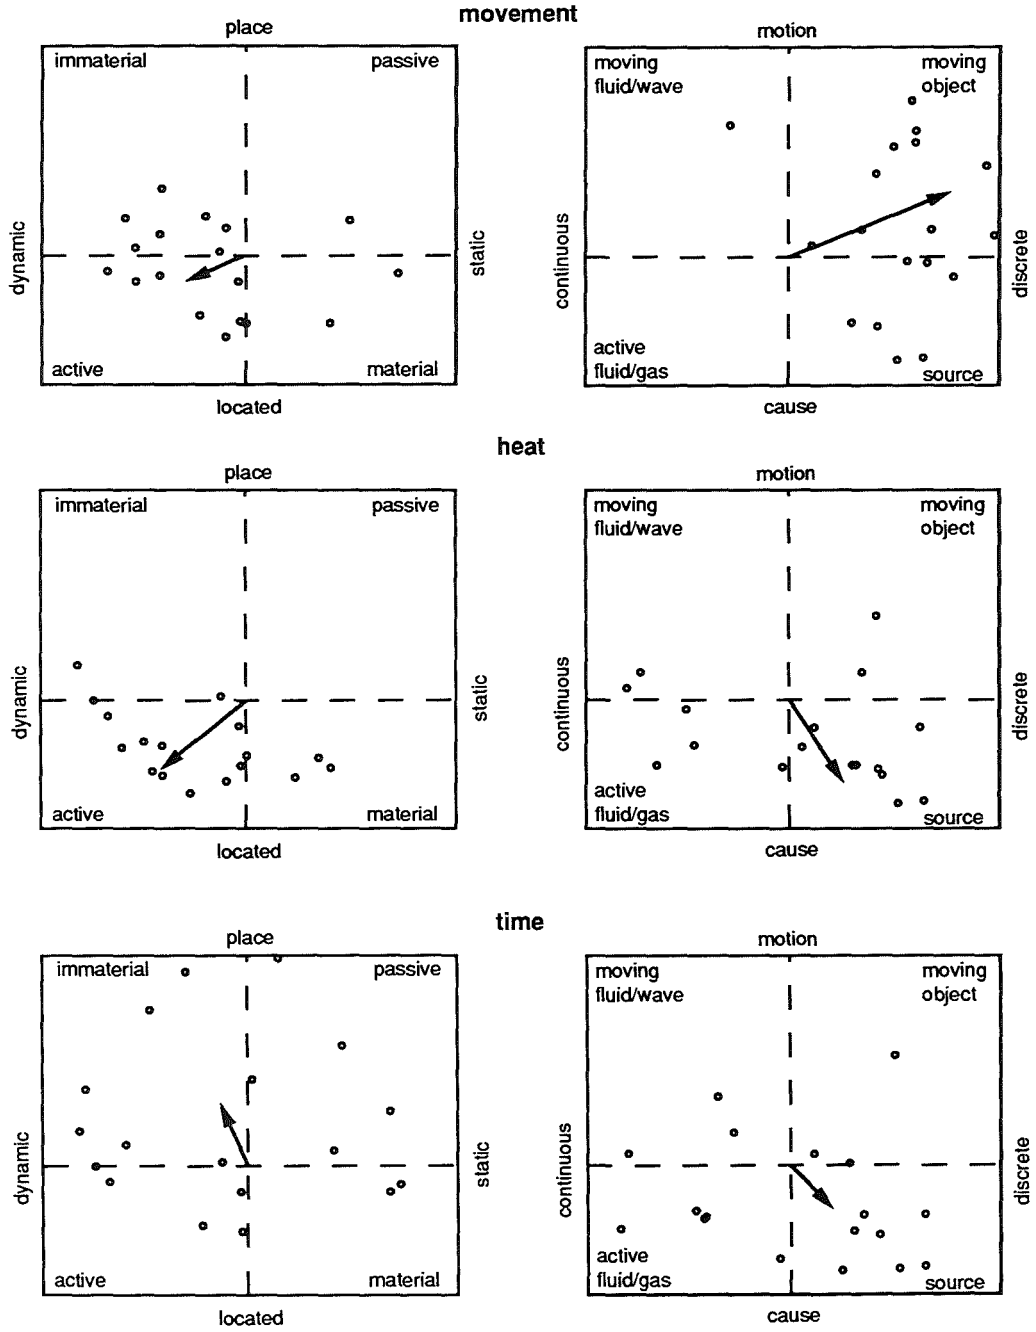 movement
place
motion
immaterial
passive
moving
fluid/wave
moving
object
dynamic
static
continuous
discrete
active
material
active
fluid/gas
source
located
cause
heat
place
motion
immaterial
passive
moving
fluid/wave
moving
object
dynamic
static
continuous
discrete
active
material
active
fluid/gas
source
located
cause
time
place
motion
immaterial
passive
moving
fluid/wave
moving
object
dynamic
static
continuous
discrete
active
material
active
fluid/gas
source
located
cause